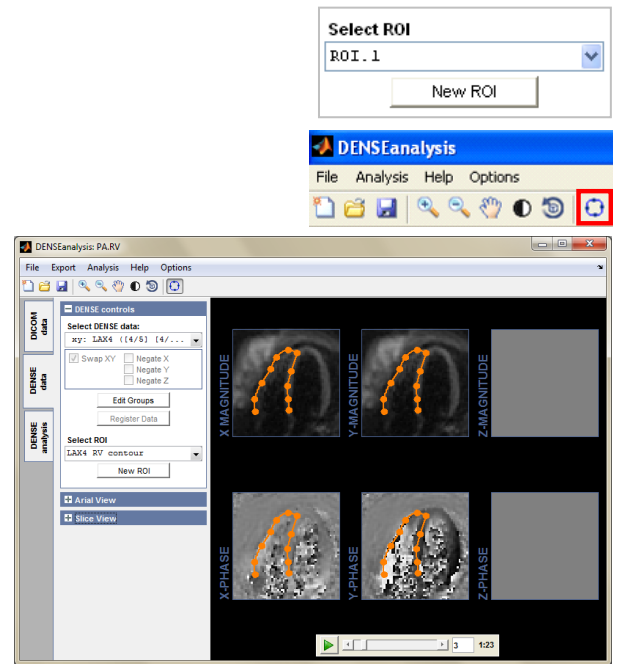 Select ROI
ROI.1
New ROI
DENSEanalysis
File Analysis Help Options
DENSEanalysis: PA.RV
File Export Analysis Help Options
DICOM data
DENSE data
DENSE analysis
DENSE controls
Select DENSE data:
xy: LAX4 ([4/5] [4/...
Swap XY
Negate X
Negate Y
Negate Z
Edit Groups
Register Data
Select ROI
LAX4 RV contour
New ROI
Arial View
Slice View
X MAGNITUDE
Y-MAGNITUDE
Z-MAGNITUDE
X-PHASE
Y-PHASE
Z-PHASE
3 1:23